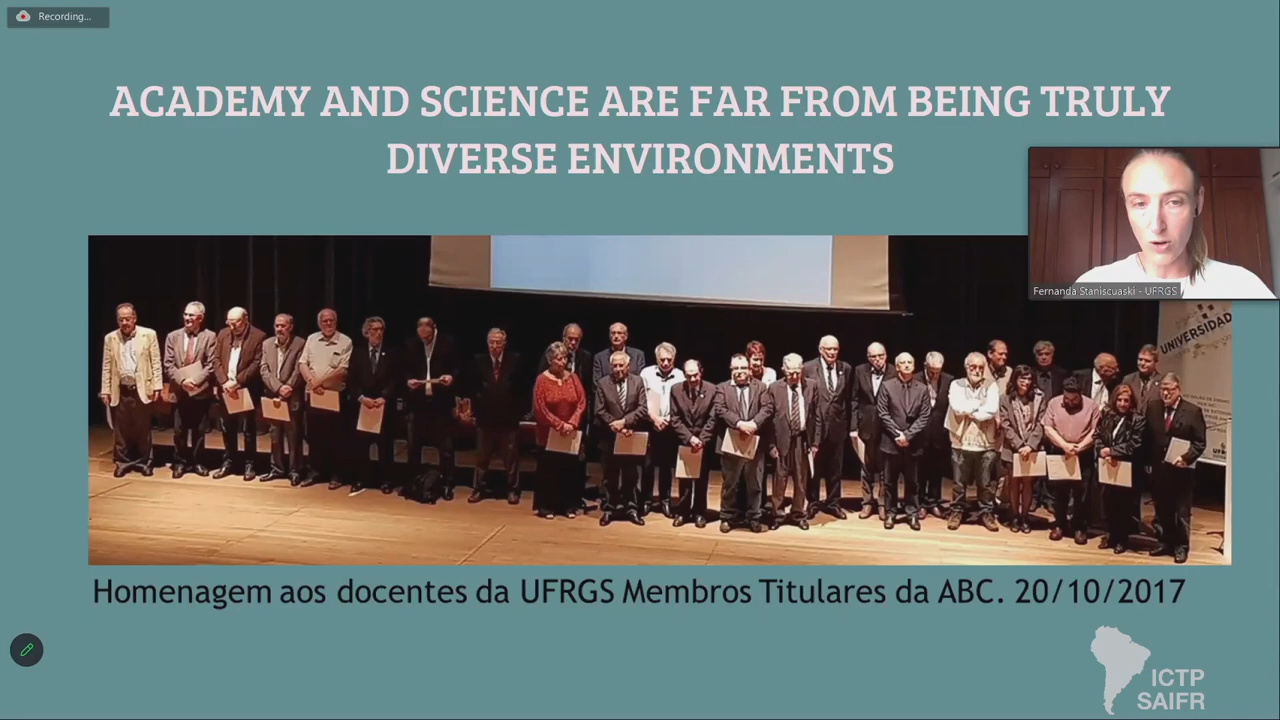 Recording...
ACADEMY AND SCIENCE ARE FAR FROM BEING TRULY
DIVERSE ENVIRONMENTS
Fernanda Staniscuaski - UFRGS
UNIVERSIDAD
Homenagem aos docentes da UFRGS Membros Titulares da ABC. 20/10/2017
ICTP
SAIFR